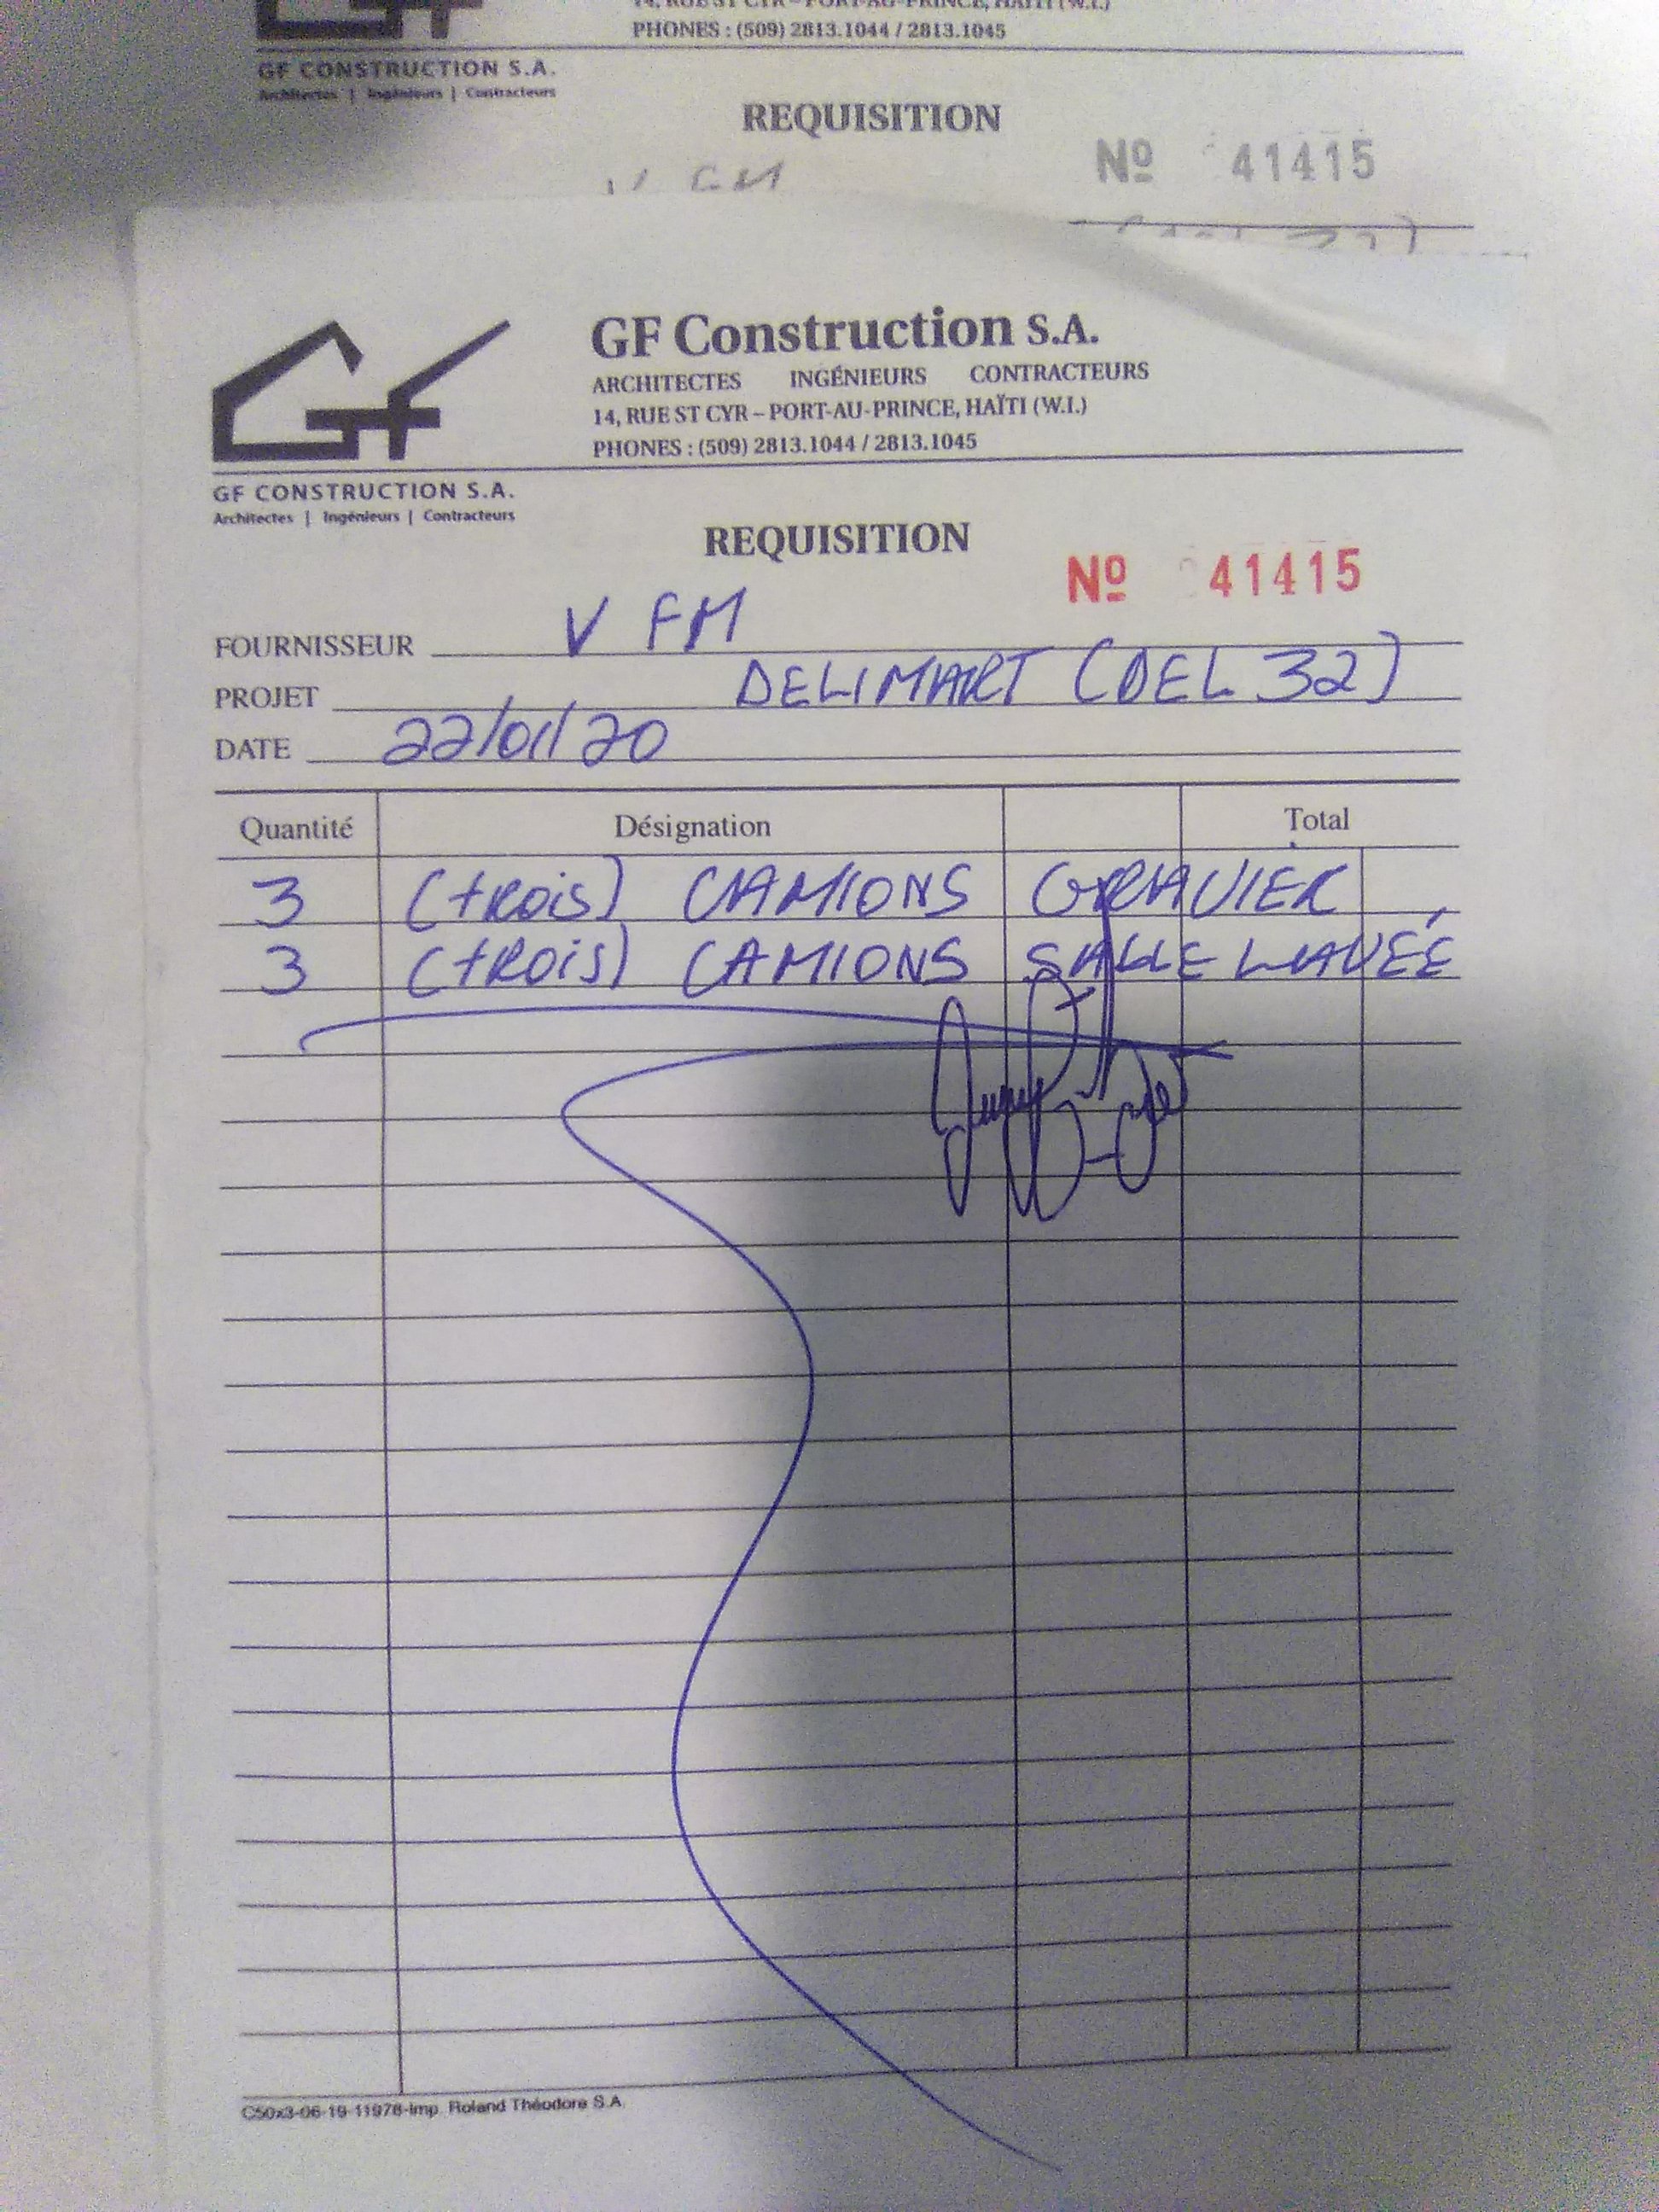 14, RUE ST CYR – PORT-AU-PRINCE, HAÏTI (W.I.)
PHONES : (509) 2813.1044 / 2813.1045
GF CONSTRUCTION S.A.
Architectes | Ingénieurs | Contracteurs
REQUISITION
Nº 41415
GF Construction S.A.
ARCHITECTES INGÉNIEURS CONTRACTEURS
14, RUE ST CYR – PORT-AU-PRINCE, HAÏTI (W.I.)
PHONES : (509) 2813.1044 / 2813.1045
GF CONSTRUCTION S.A.
Architectes | Ingénieurs | Contracteurs
REQUISITION
Nº 41415
FOURNISSEUR V FM
PROJET DELIMART (DEL 32)
DATE 22/01/20
Quantité Désignation Total
3 (trois) CAMIONS GRAVIER
3 (trois) CAMIONS SABLE LAVÉE
C50x3-06-19-11978-Imp. Roland Théodore S.A.